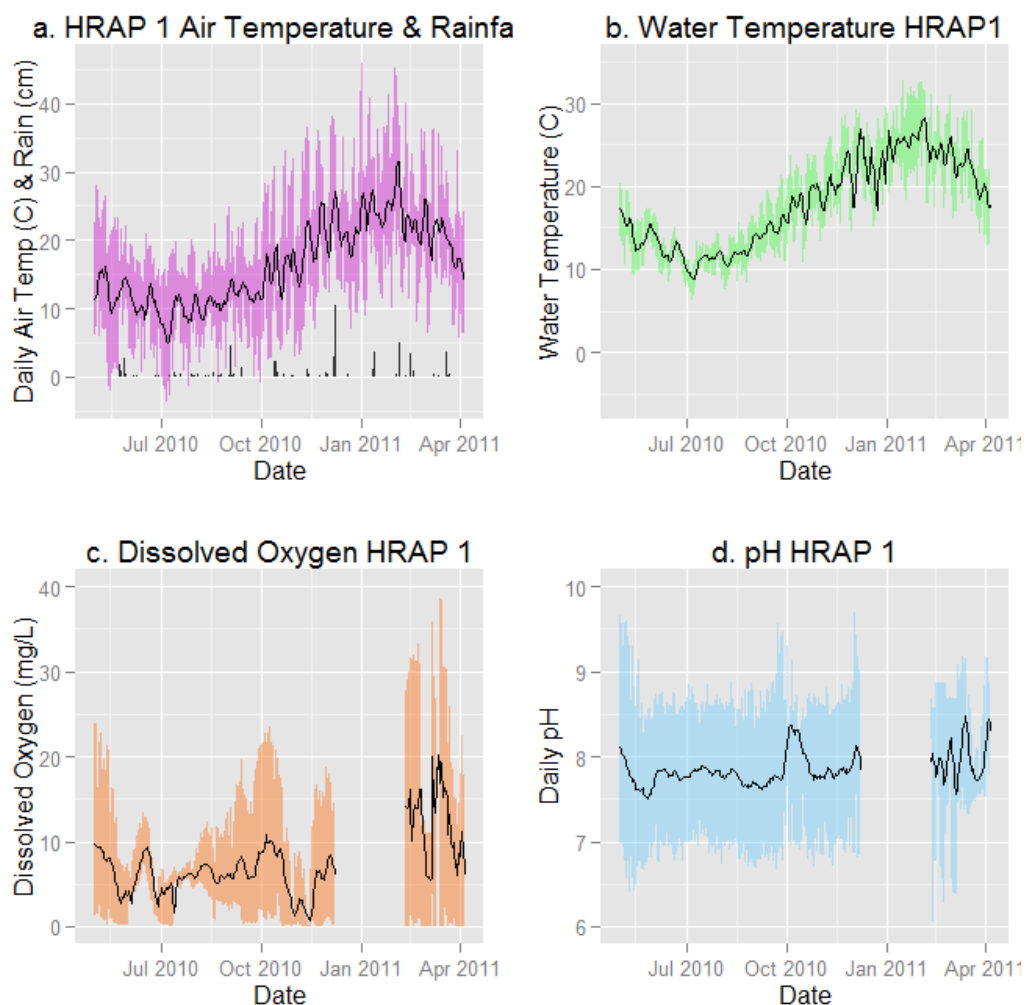 a. HRAP 1 Air Temperature & Rainfa
Daily Air Temp (C) & Rain (cm)
40
30
20
10
0
Jul 2010 Oct 2010 Jan 2011 Apr 2011
Date
b. Water Temperature HRAP1
Water Temperature (C)
30
20
10
0
Jul 2010 Oct 2010 Jan 2011 Apr 2011
Date
c. Dissolved Oxygen HRAP 1
Dissolved Oxygen (mg/L)
40
30
20
10
0
Jul 2010 Oct 2010 Jan 2011 Apr 2011
Date
d. pH HRAP 1
Daily pH
10
9
8
7
6
Jul 2010 Oct 2010 Jan 2011 Apr 2011
Date